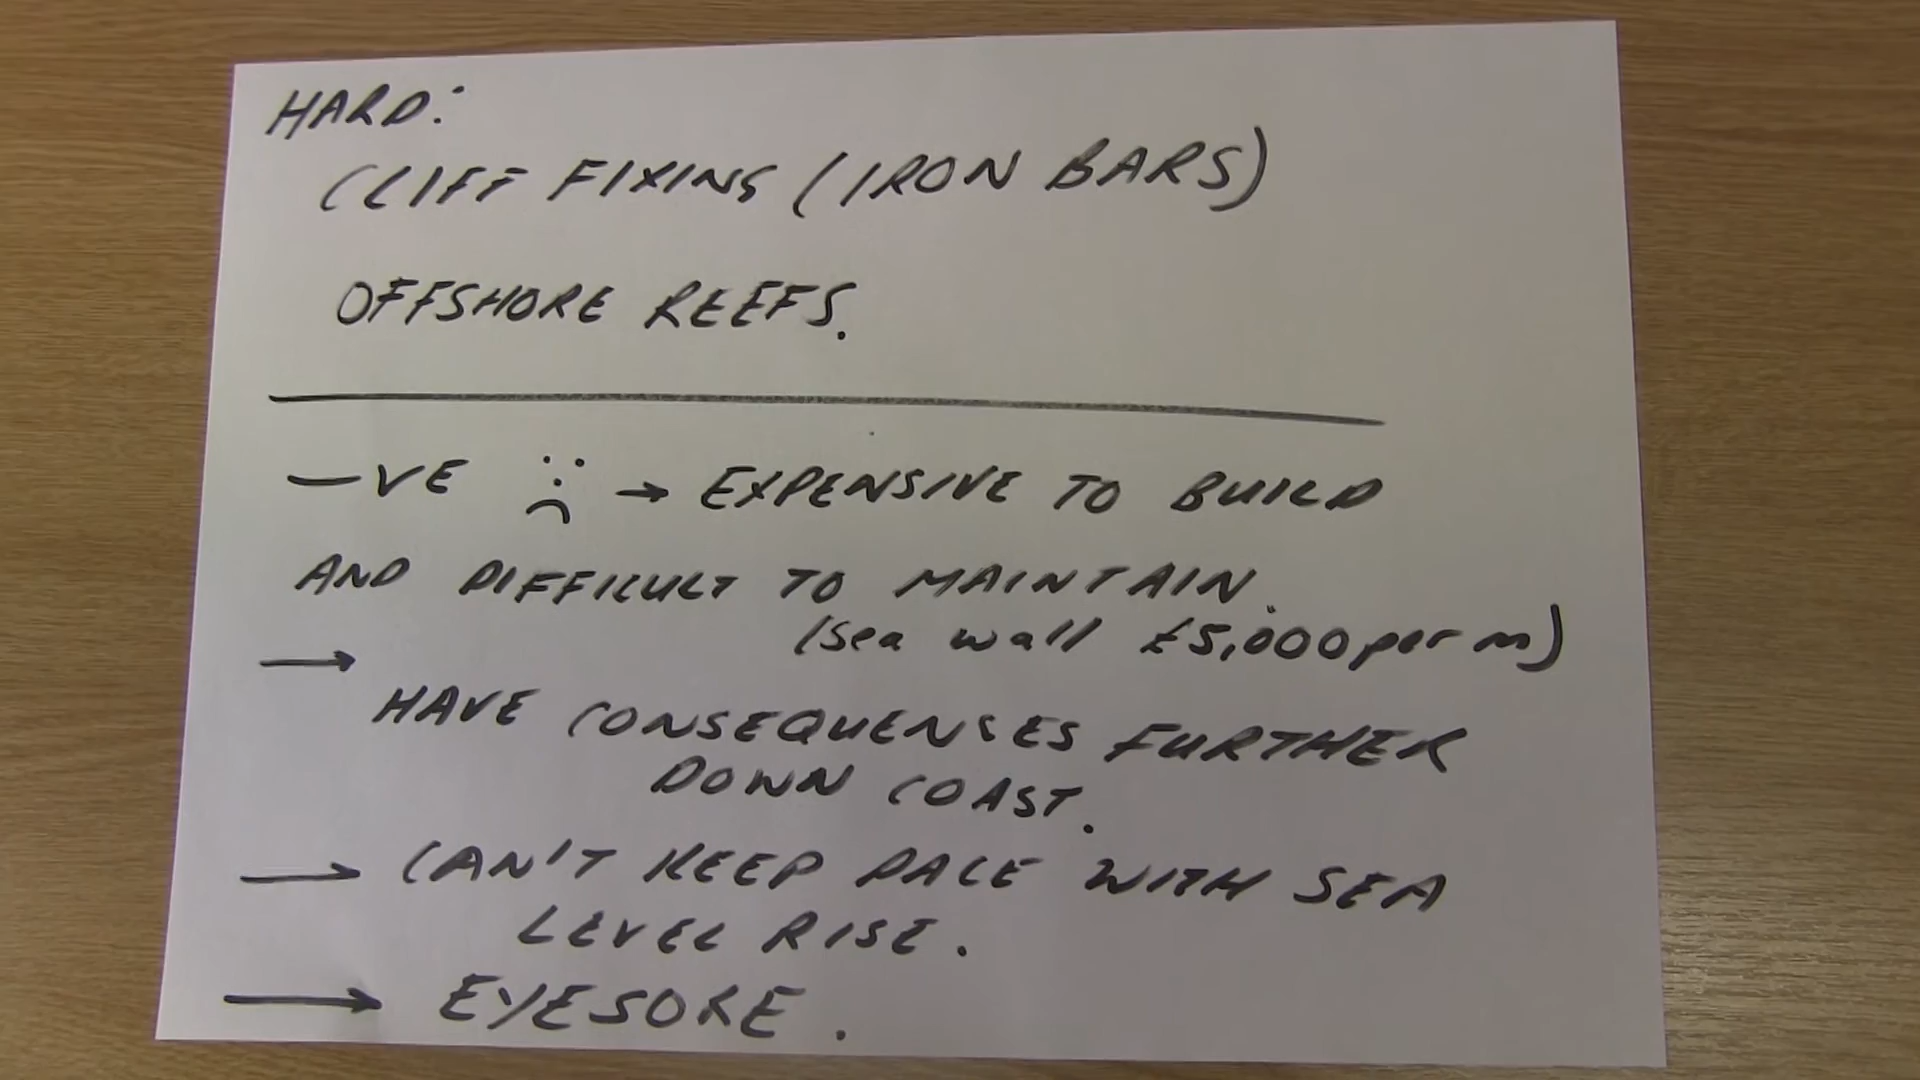 HARD:
CLIFF FIXING (IRON BARS)
OFFSHORE REEFS.
-VE :( → EXPENSIVE TO BUILD
AND DIFFICULT TO MAINTAIN.
(sea wall £5,000 per m)
→
HAVE CONSEQUENCES FURTHER
DOWN COAST.
→ CAN'T KEEP PACE WITH SEA
LEVEL RISE.
→ EYESORE.